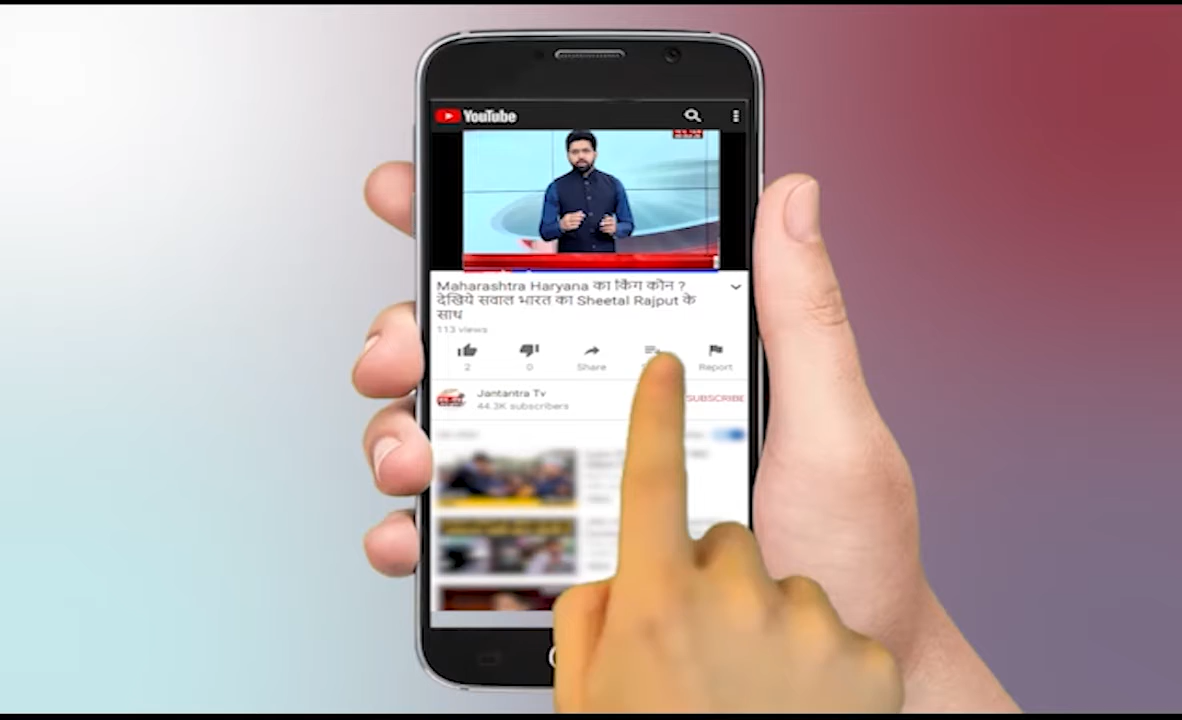 YouTube
Maharashtra Haryana का किंग कौन ?
देखिये सवाल भारत का Sheetal Rajput के
साथ
113 views
2
0
Share
Report
Jantantra Tv
44.3K subscribers
SUBSCRIBE